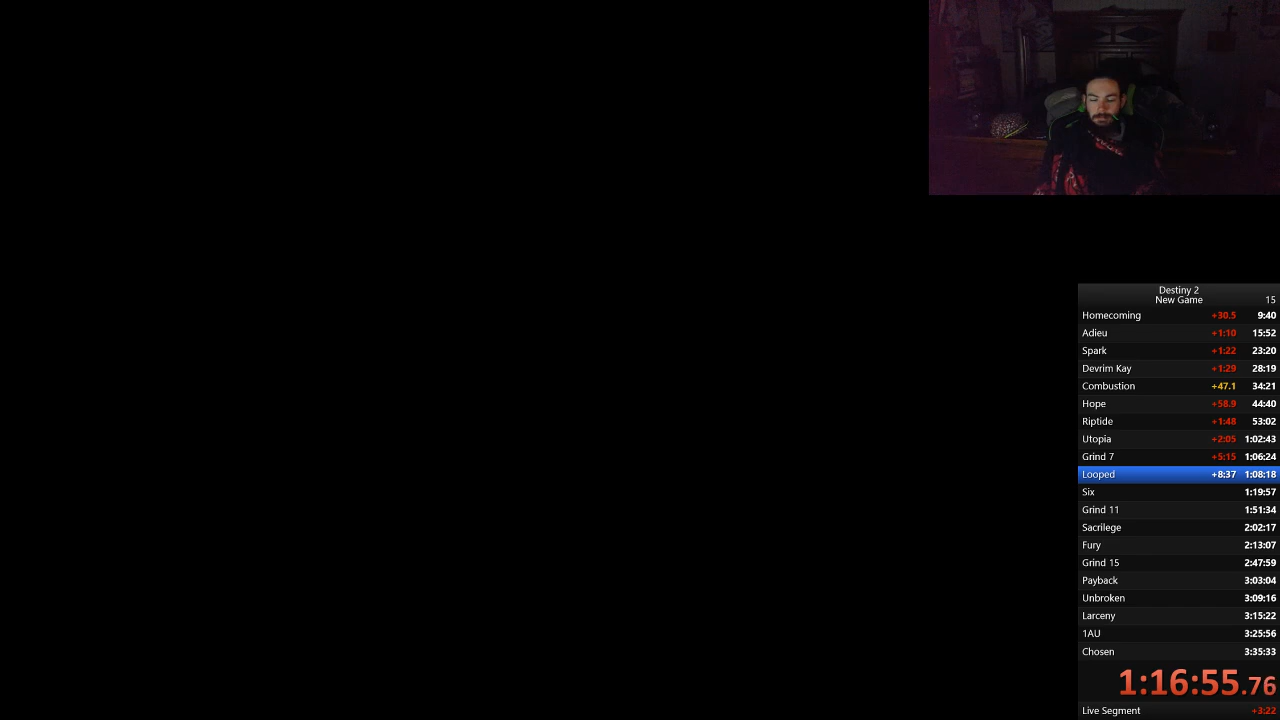 Destiny 2
New Game 15
Homecoming +30.5 9:40
Adieu +1:10 15:52
Spark +1:22 23:20
Devrim Kay +1:29 28:19
Combustion +47.1 34:21
Hope +58.9 44:40
Riptide +1:48 53:02
Utopia +2:05 1:02:43
Grind 7 +5:15 1:06:24
Looped +8:37 1:08:18
Six 1:19:57
Grind 11 1:51:34
Sacrilege 2:02:17
Fury 2:13:07
Grind 15 2:47:59
Payback 3:03:04
Unbroken 3:09:16
Larceny 3:15:22
1AU 3:25:56
Chosen 3:35:33
1:16:55.76
Live Segment +3:22